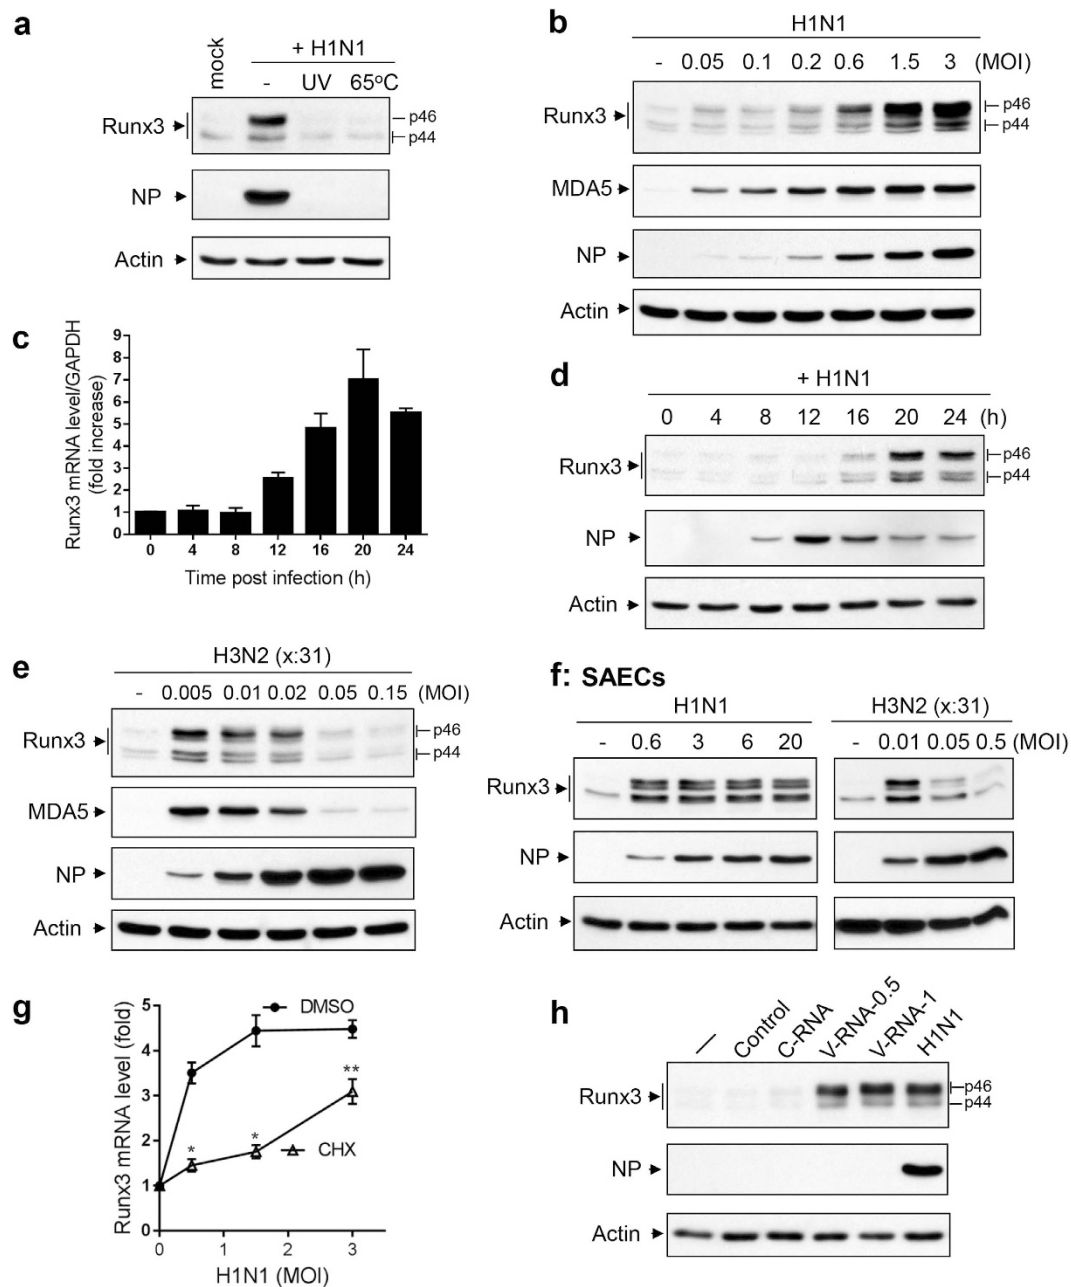 a
mock
+ H1N1
- UV 65°C
Runx3
p46
p44
NP
Actin
b
H1N1
- 0.05 0.1 0.2 0.6 1.5 3 (MOI)
Runx3
p46
p44
MDA5
NP
Actin
c
Runx3 mRNA level/GAPDH
(fold increase)
9
8
7
6
5
4
3
2
1
0
0 4 8 12 16 20 24
Time post infection (h)
d
+ H1N1
0 4 8 12 16 20 24 (h)
Runx3
p46
p44
NP
Actin
e
H3N2 (x:31)
- 0.005 0.01 0.02 0.05 0.15 (MOI)
Runx3
p46
p44
MDA5
NP
Actin
f: SAECs
H1N1
- 0.6 3 6 20
H3N2 (x:31)
- 0.01 0.05 0.5 (MOI)
Runx3
NP
Actin
g
Runx3 mRNA level (fold)
5
4
3
2
1
0
DMSO
**
* *
CHX
0 1 2 3
H1N1 (MOI)
h
— Control C-RNA V-RNA-0.5 V-RNA-1 H1N1
Runx3
p46
p44
NP
Actin